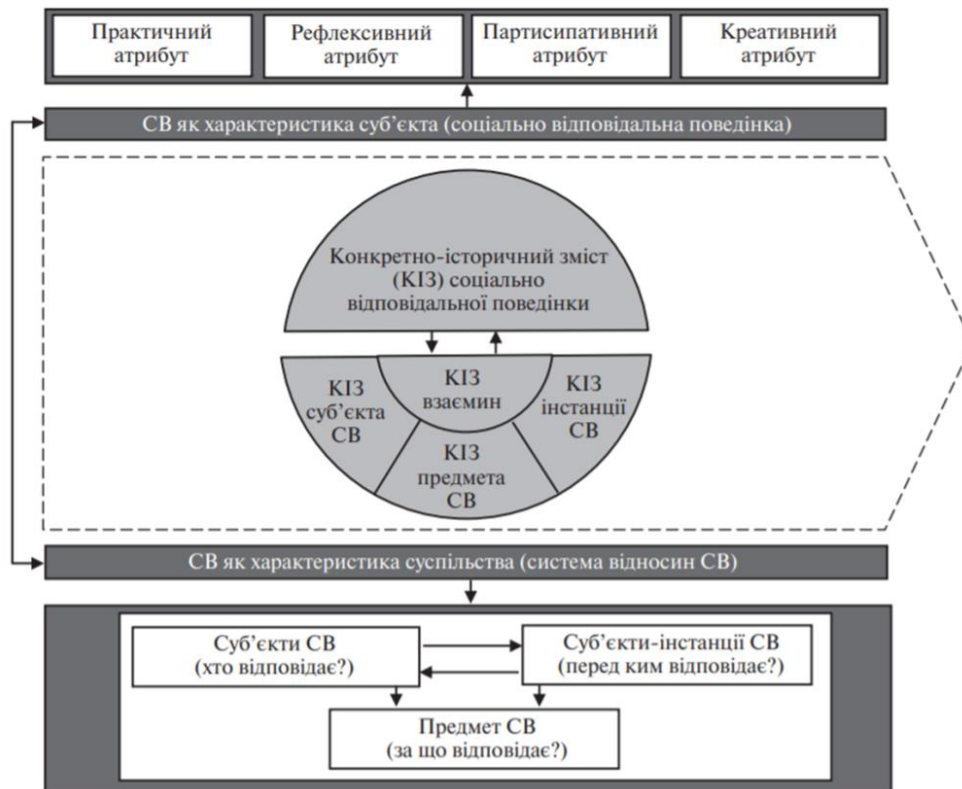 Практичний
атрибут
Рефлексивний
атрибут
Партисипативний
атрибут
Креативний
атрибут
СВ як характеристика суб’єкта (соціально відповідальна поведінка)
Конкретно-історичний зміст
(КІЗ) соціально
відповідальної поведінки
КІЗ
суб’єкта
СВ
КІЗ
взаємин
КІЗ
інстанції
СВ
КІЗ
предмета
СВ
СВ як характеристика суспільства (система відносин СВ)
Суб’єкти СВ
(хто відповідає?)
Суб’єкти-інстанції СВ
(перед ким відповідає?)
Предмет СВ
(за що відповідає?)